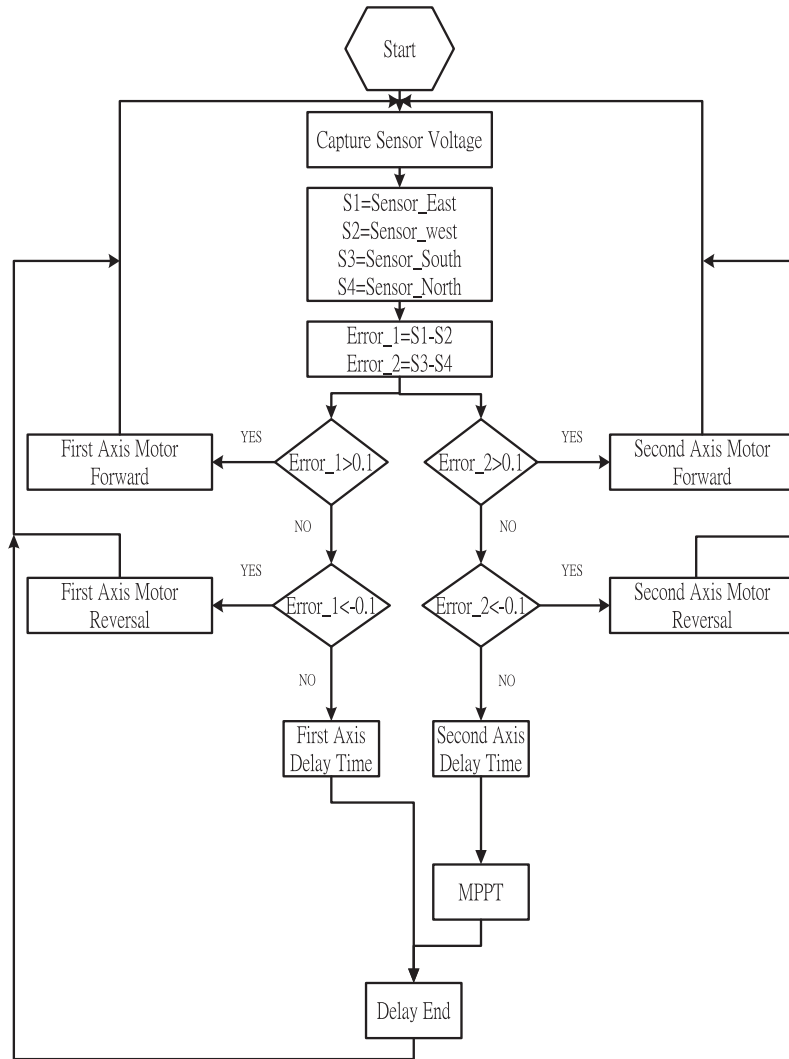 Start
Capture Sensor Voltage
S1=Sensor_East
S2=Sensor_west
S3=Sensor_South
S4=Sensor_North
Error_1=S1-S2
Error_2=S3-S4
First Axis Motor
Forward
YES
Error_1>0.1
Error_2>0.1
YES
Second Axis Motor
Forward
NO
NO
First Axis Motor
Reversal
YES
Error_1<-0.1
Error_2<-0.1
YES
Second Axis Motor
Reversal
NO
NO
First Axis
Delay Time
Second Axis
Delay Time
MPPT
Delay End